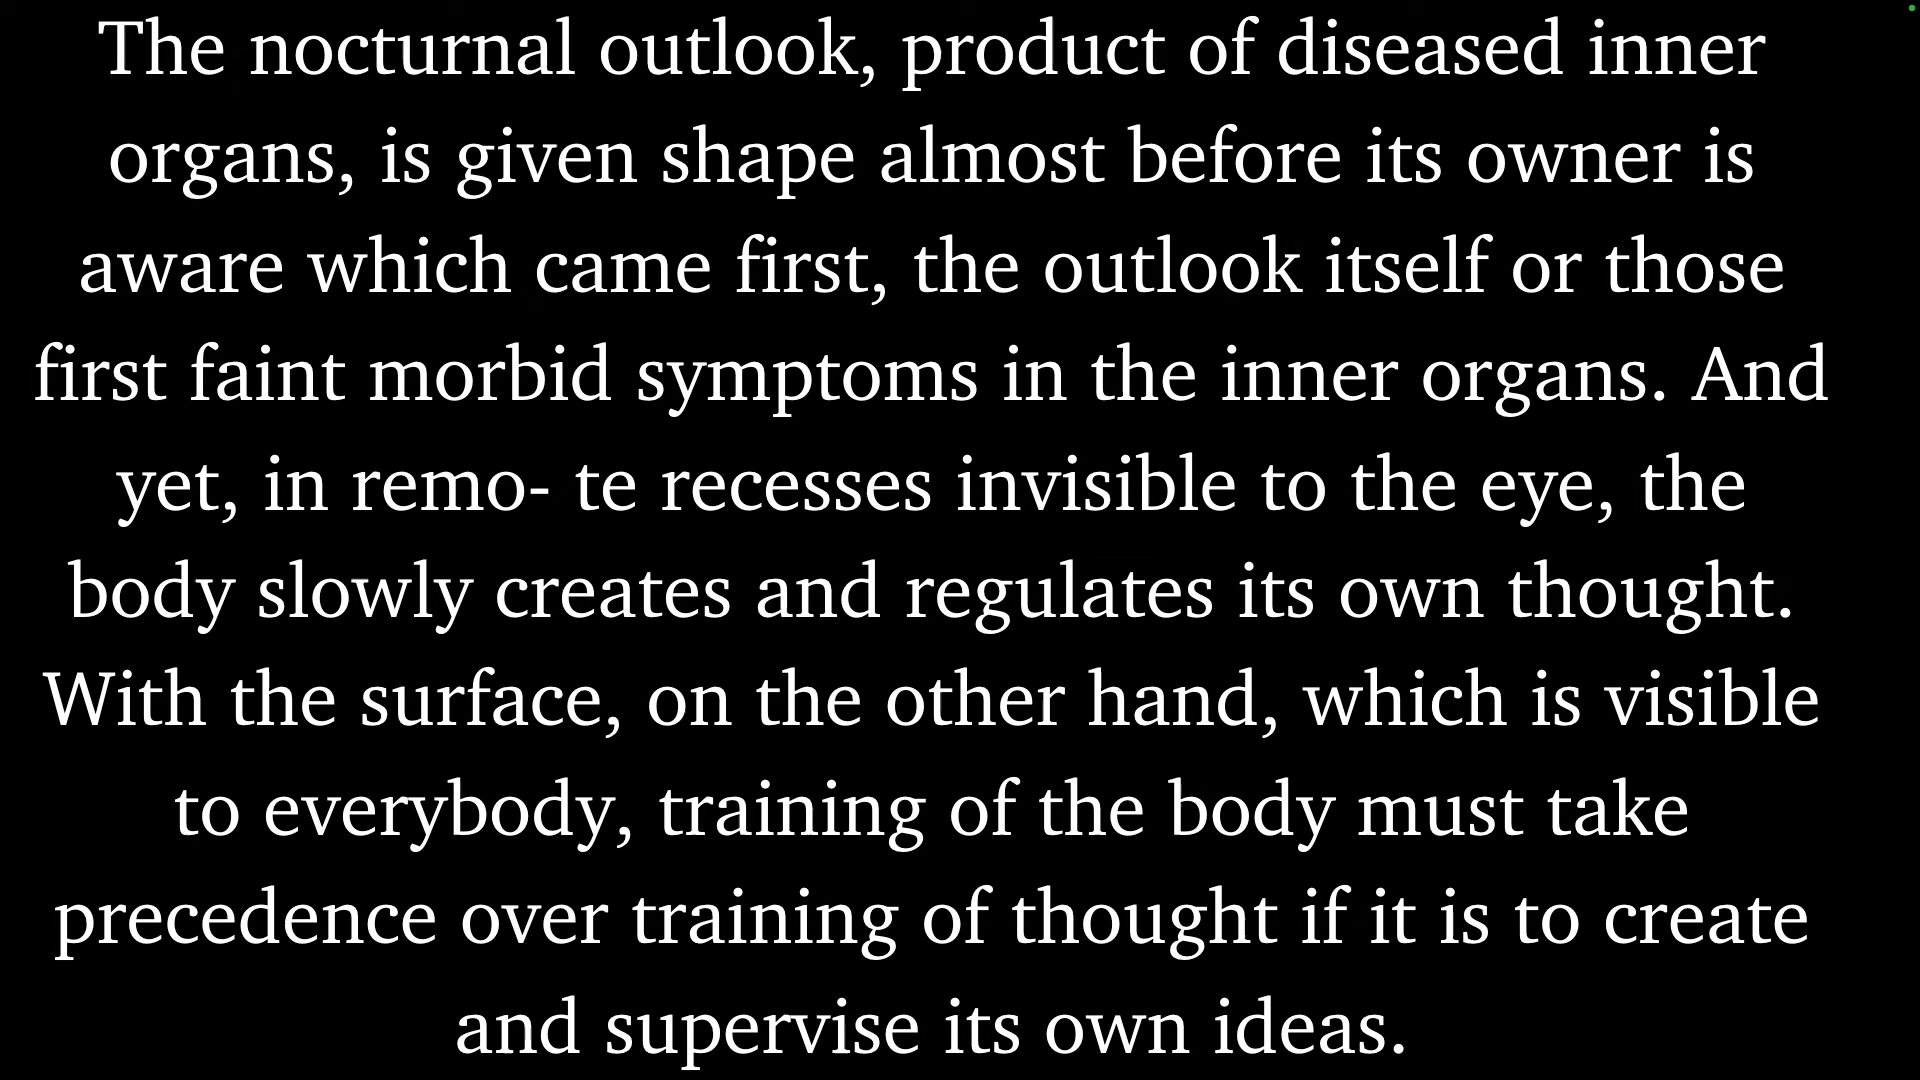 The nocturnal outlook, product of diseased inner
organs, is given shape almost before its owner is
aware which came first, the outlook itself or those
first faint morbid symptoms in the inner organs. And
yet, in remo- te recesses invisible to the eye, the
body slowly creates and regulates its own thought.
With the surface, on the other hand, which is visible
to everybody, training of the body must take
precedence over training of thought if it is to create
and supervise its own ideas.